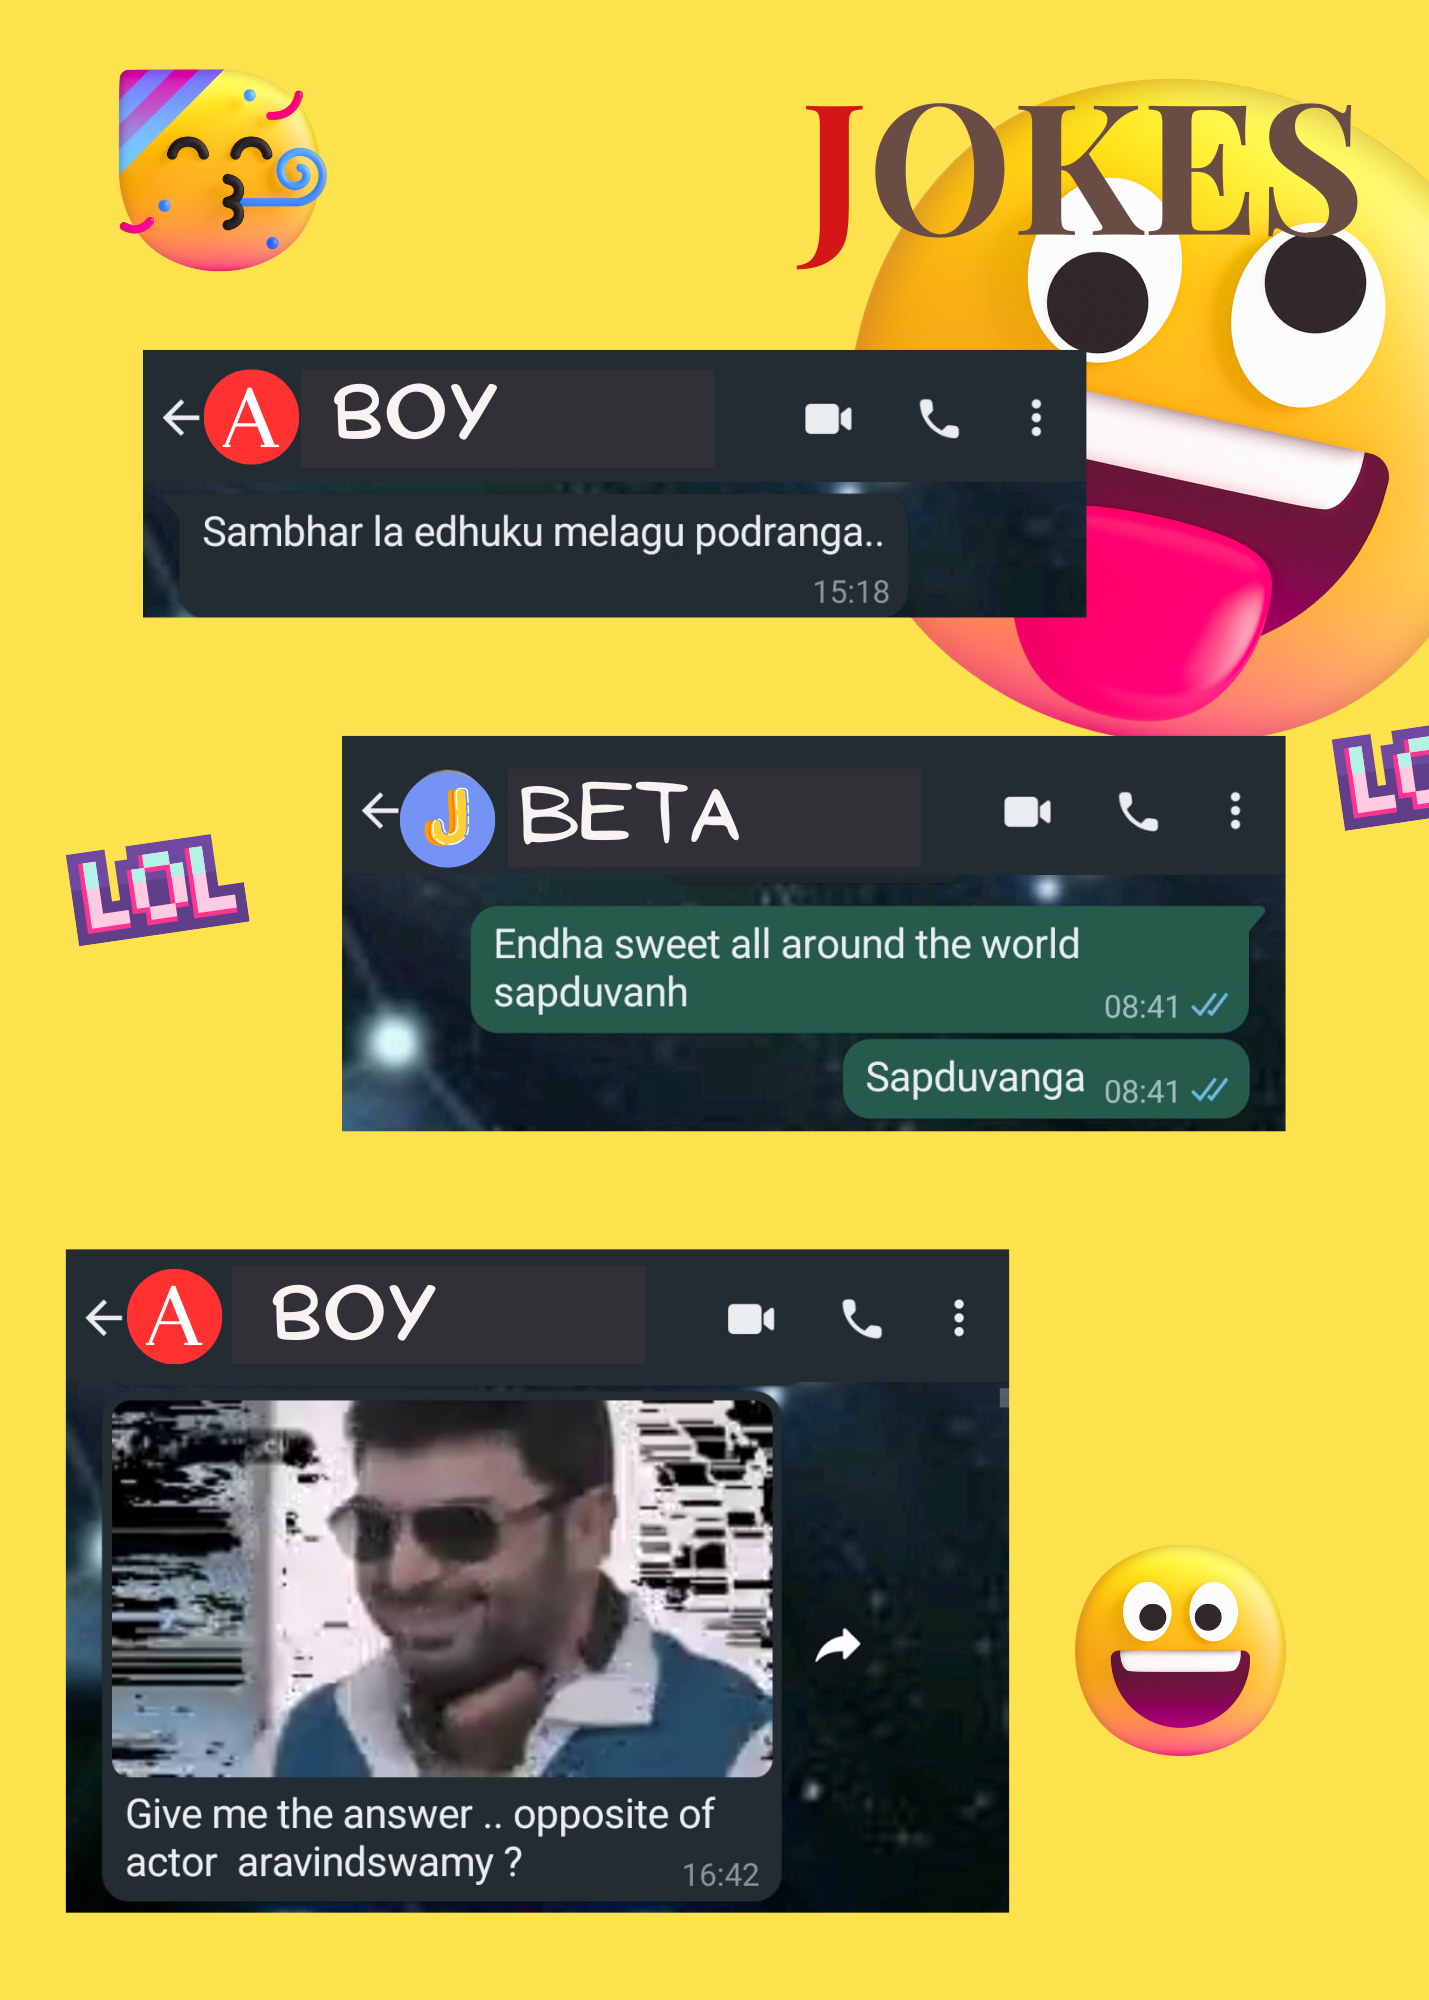 JOKES
A BOY
Sambhar la edhuku melagu podranga..
15:18
LO
J BETA
LOL
Endha sweet all around the world
sapduvanh
08:41
Sapduvanga 08:41
A BOY
Give me the answer .. opposite of
actor aravindswamy ?
16:42